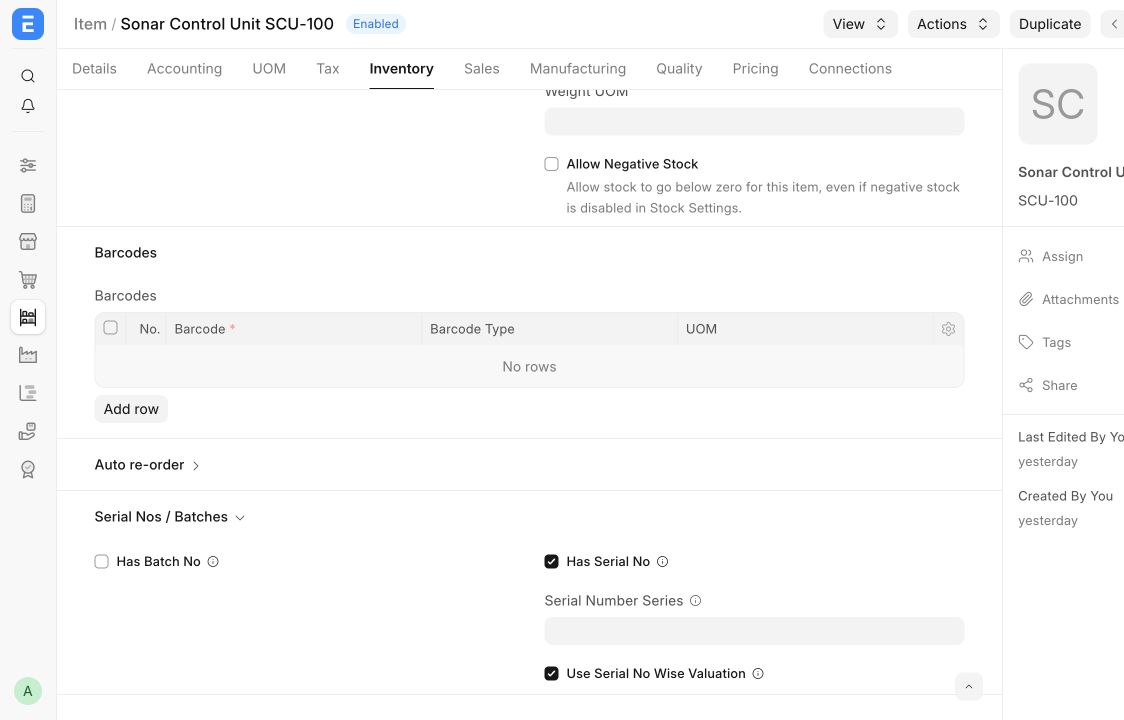 Item / Sonar Control Unit SCU-100 Enabled View Actions Duplicate
Details Accounting UOM Tax Inventory Sales Manufacturing Quality Pricing Connections
Weight UOM
Allow Negative Stock
Allow stock to go below zero for this item, even if negative stock
is disabled in Stock Settings.
Barcodes
Barcodes
No. Barcode * Barcode Type UOM
No rows
Add row
Auto re-order
Serial Nos / Batches
Has Batch No
Has Serial No
Serial Number Series
Use Serial No Wise Valuation
SC
Sonar Control U
SCU-100
Assign
Attachments
Tags
Share
Last Edited By Yo
yesterday
Created By You
yesterday
A